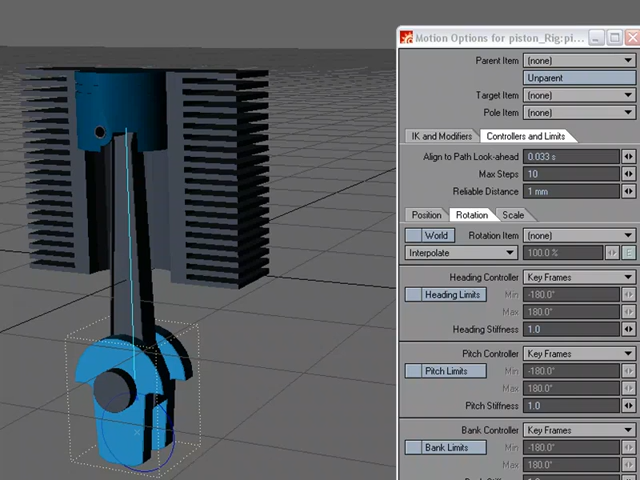 Motion Options for piston_Rig:pi...
Parent Item (none)
Unparent
Target Item (none)
Pole Item (none)
IK and Modifiers Controllers and Limits
Align to Path Look-ahead 0.033 s
Max Steps 10
Reliable Distance 1 mm
Position Rotation Scale
World Rotation Item (none)
Interpolate 100.0 % E
Heading Controller Key Frames
Heading Limits Min -180.0°
Max 180.0°
Heading Stiffness 1.0
Pitch Controller Key Frames
Pitch Limits Min -180.0°
Max 180.0°
Pitch Stiffness 1.0
Bank Controller Key Frames
Bank Limits Min -180.0°
Max 180.0°